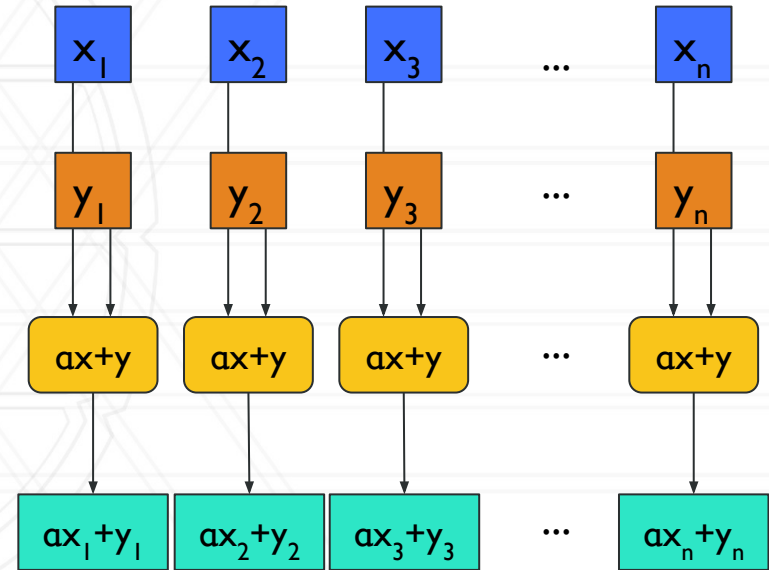 x₁ x₂ x₃ ... xₙ
y₁ y₂ y₃ ... yₙ
ax+y ax+y ax+y ... ax+y
ax₁+y₁ ax₂+y₂ ax₃+y₃ ... axₙ+yₙ